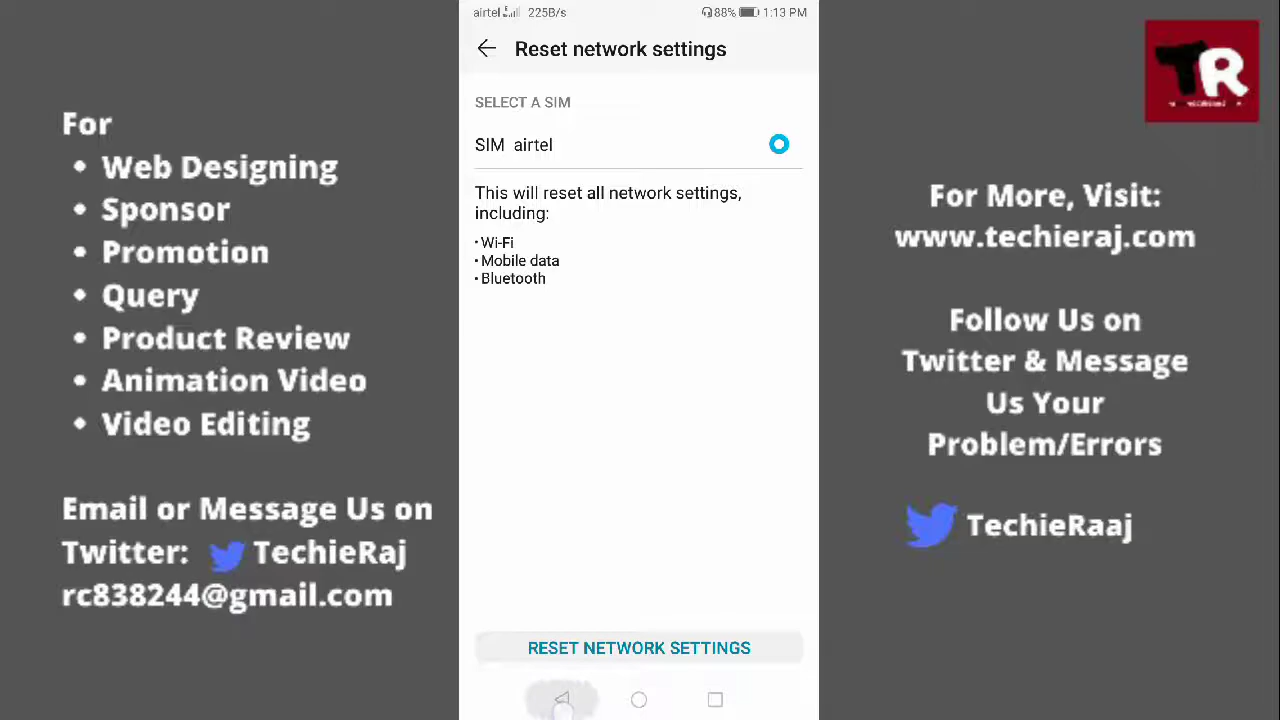 airtel E 225B/s 88% 1:13 PM
Reset network settings
SELECT A SIM
SIM airtel
This will reset all network settings,
including:
• Wi-Fi
• Mobile data
• Bluetooth
RESET NETWORK SETTINGS
For
• Web Designing
• Sponsor
• Promotion
• Query
• Product Review
• Animation Video
• Video Editing
Email or Message Us on
Twitter: TechieRaj
rc838244@gmail.com
TR
For More, Visit:
www.techieraj.com
Follow Us on
Twitter & Message
Us Your
Problem/Errors
TechieRaaj